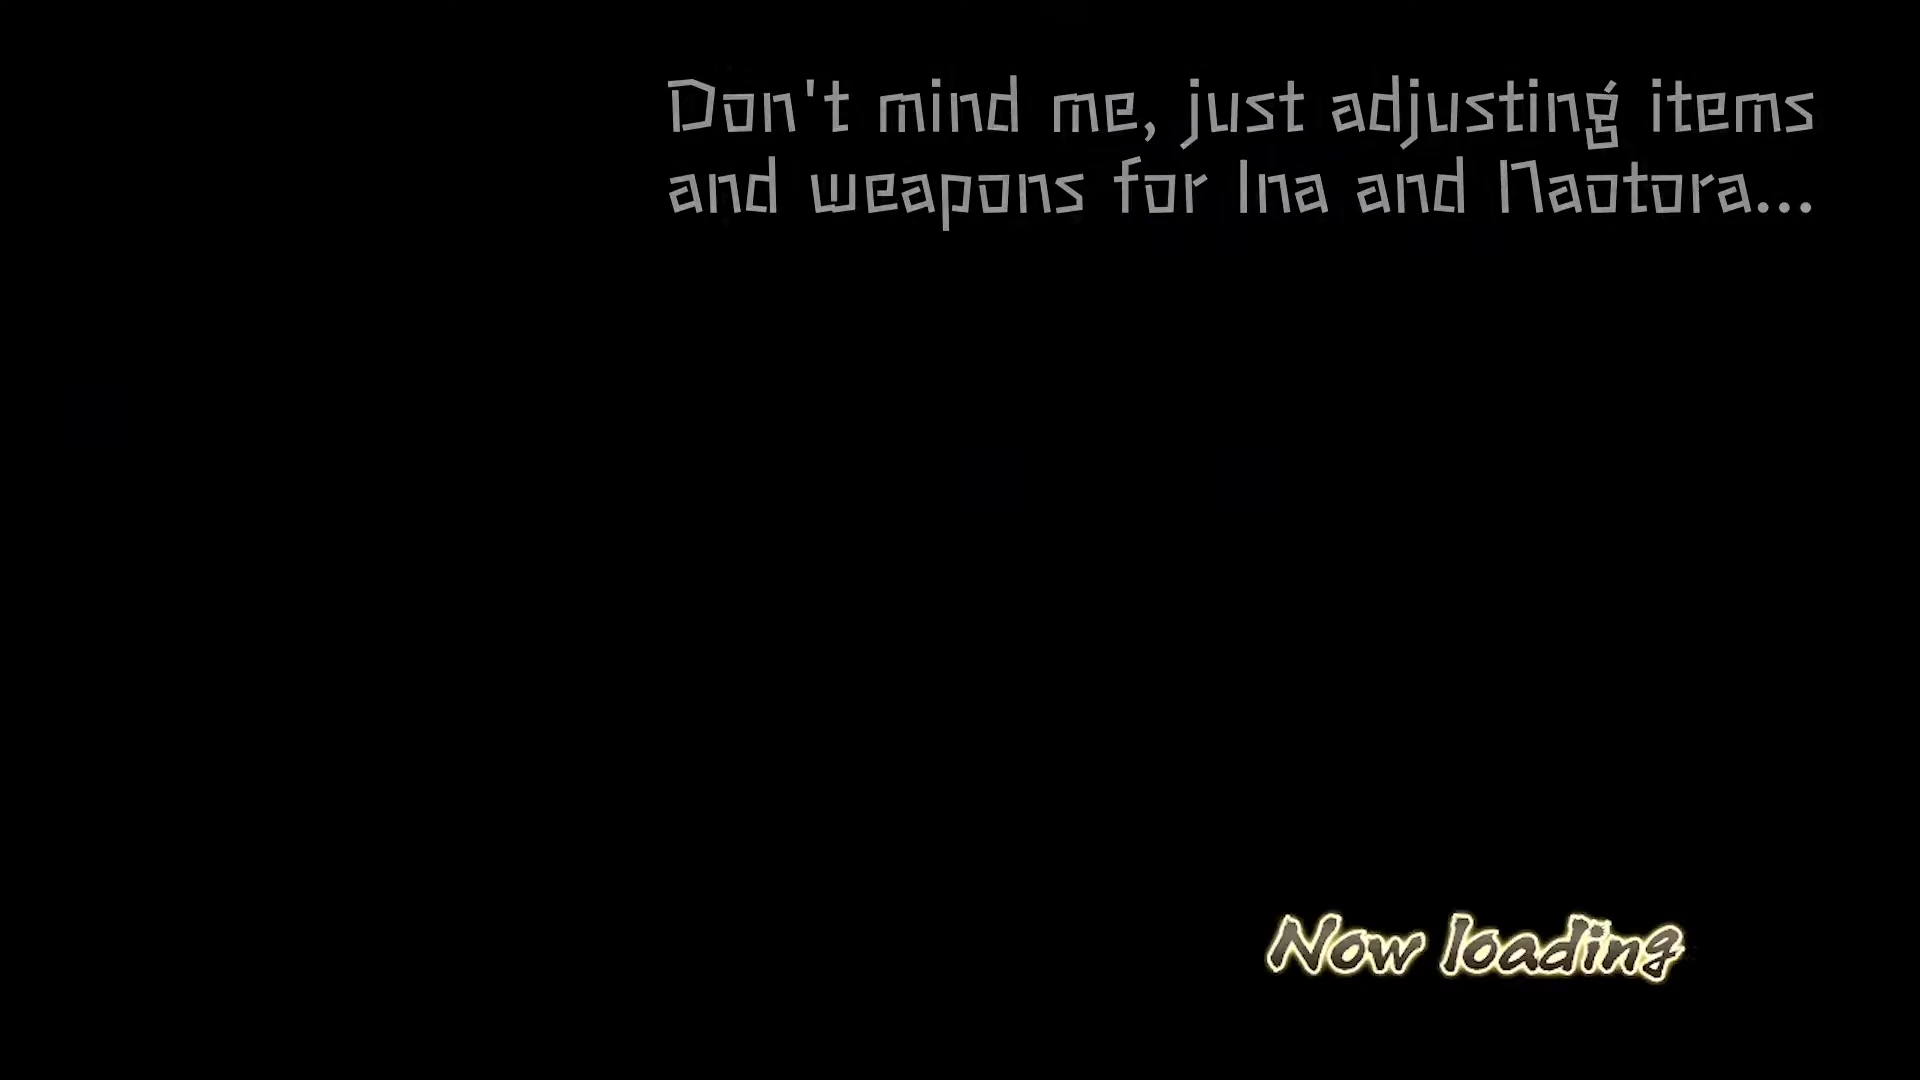 Don't mind me, just adjusting items
and weapons for Ina and Naotora...
Now loading